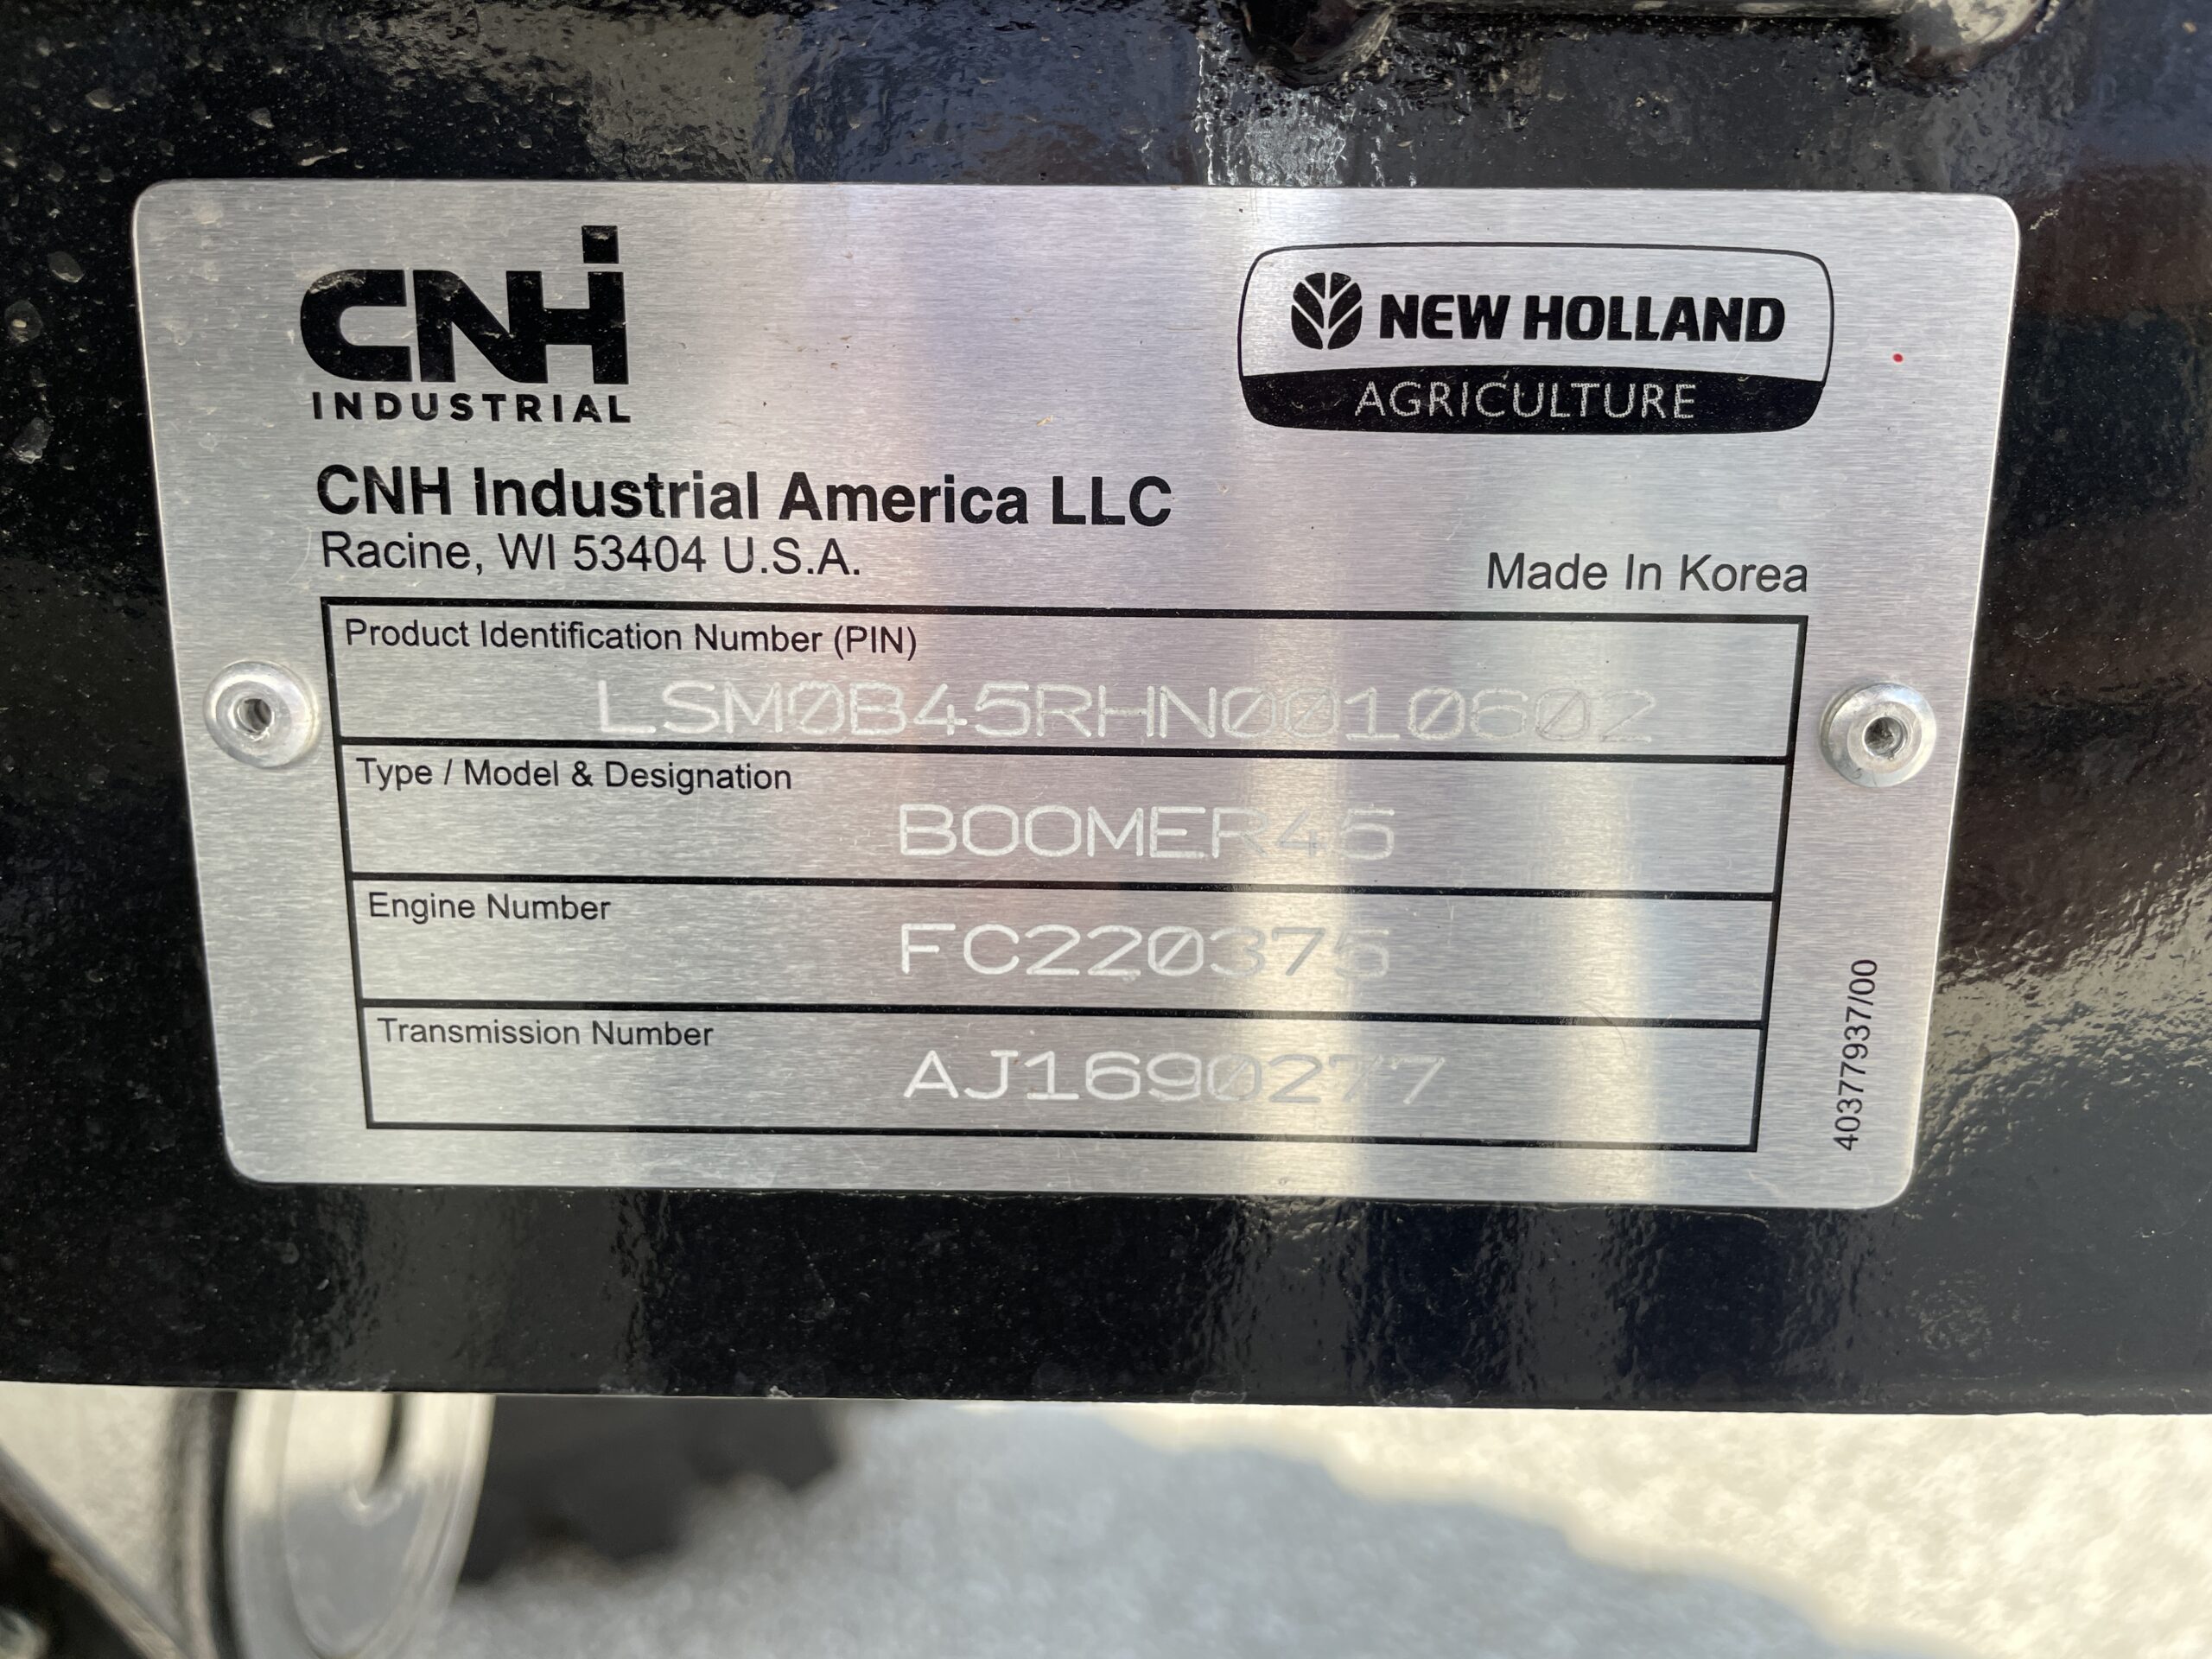 CNH
INDUSTRIAL
NEW HOLLAND
AGRICULTURE
CNH Industrial America LLC
Racine, WI 53404 U.S.A.
Made In Korea
Product Identification Number (PIN)
LSM0B45RHN0010602
Type / Model & Designation
BOOMER45
Engine Number
FC220375
Transmission Number
AJ1690277
40377937/00